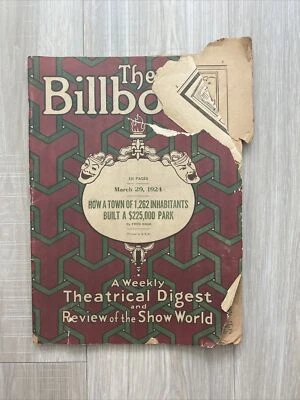 The
Billbo
PAGES
March 29, 1924
HOW A TOWN OF 1,262 INHABITANTS
BUILT A $225,000 PARK
A Weekly
Theatrical Digest
and
Review of the Show World